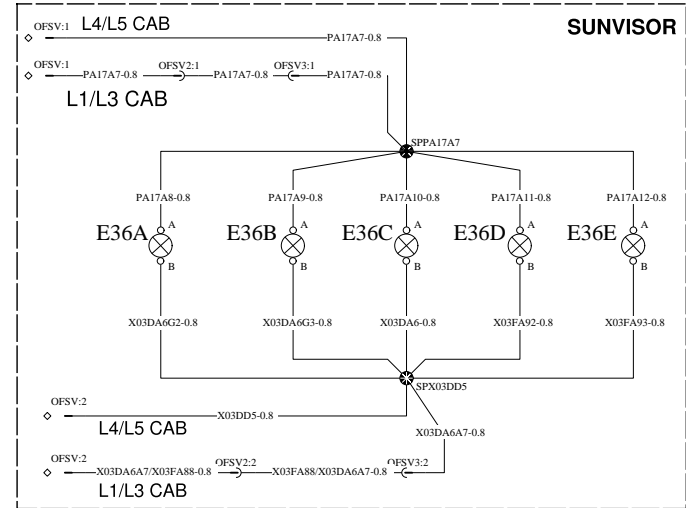 OFSV:1 L4/L5 CAB
SUNVISOR
PA17A7-0.8
OFSV:1 PA17A7-0.8 OFSV2:1 PA17A7-0.8 OFSV3:1 PA17A7-0.8
L1/L3 CAB
SPPA17A7
PA17A8-0.8 PA17A9-0.8 PA17A10-0.8 PA17A11-0.8 PA17A12-0.8
A A A A A
E36A E36B E36C E36D E36E
B B B B B
X03DA6G2-0.8 X03DA6G3-0.8 X03DA6-0.8 X03FA92-0.8 X03FA93-0.8
SPX03DD5
OFSV:2
X03DD5-0.8
L4/L5 CAB
X03DA6A7-0.8
OFSV:2 OFSV2:2 OFSV3:2
X03DA6A7/X03FA88-0.8 X03FA88/X03DA6A7-0.8
L1/L3 CAB